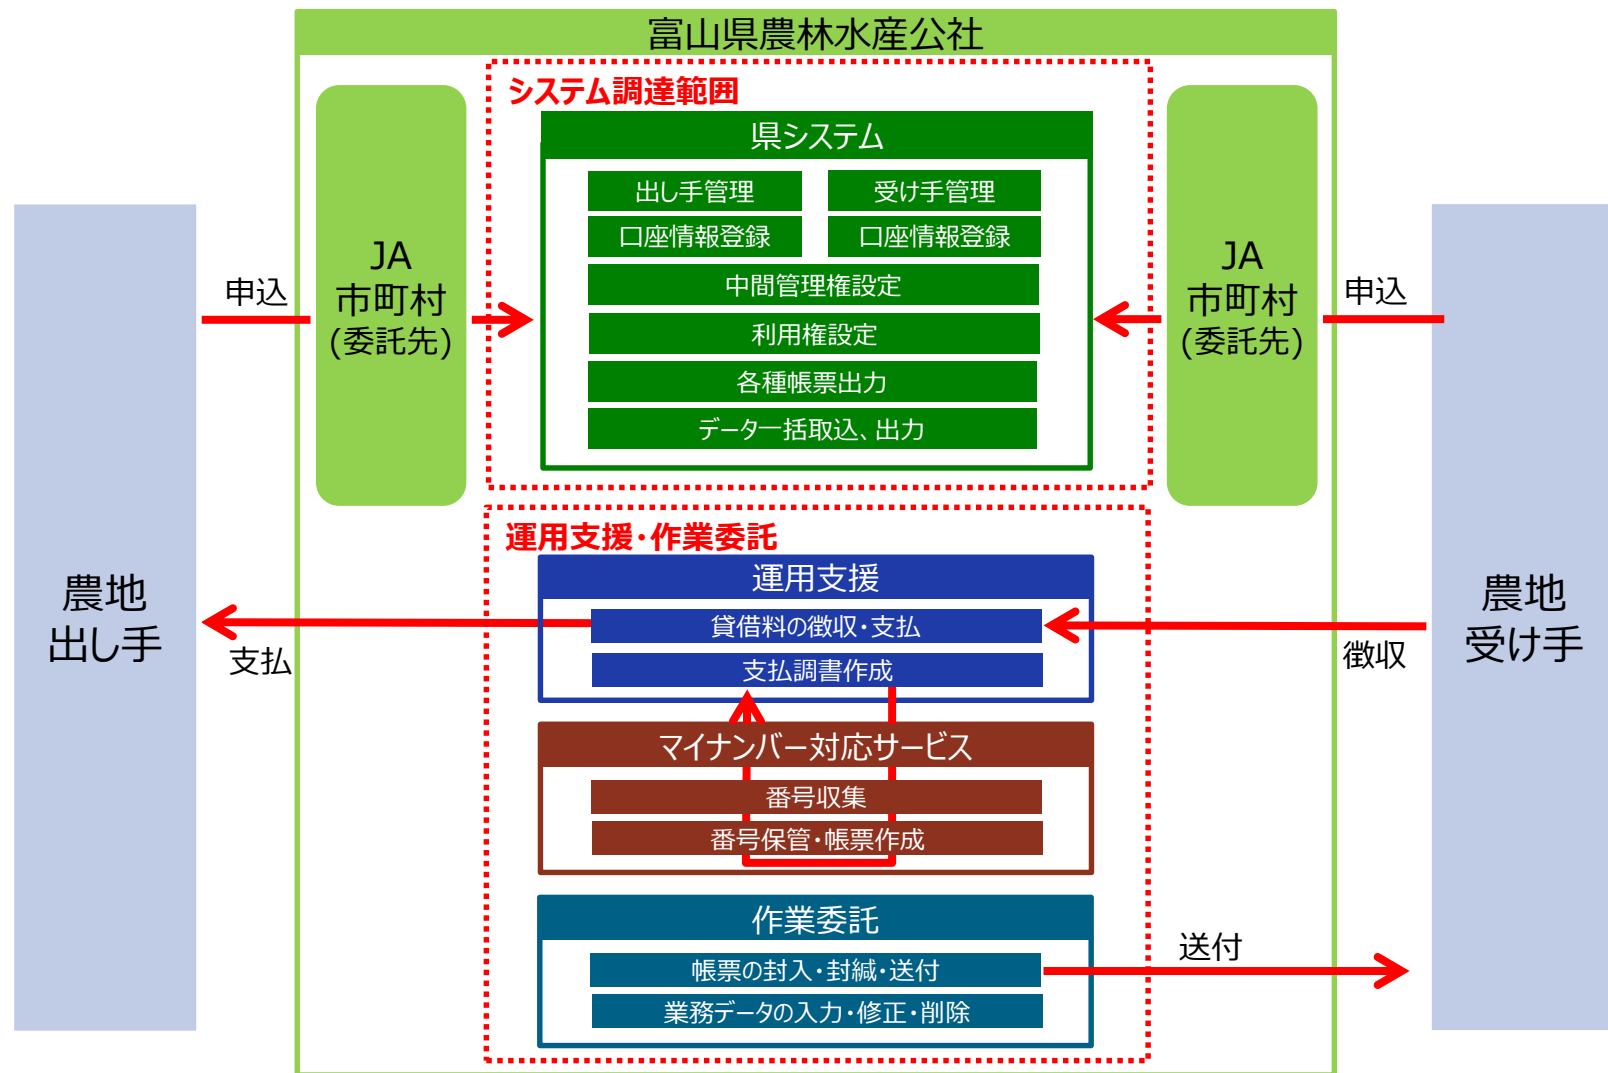 富山県農林水産公社
システム調達範囲
県システム
出し手管理
受け手管理
口座情報登録
口座情報登録
中間管理権設定
利用権設定
各種帳票出力
データ一括取込、出力
JA
市町村
(委託先)
JA
市町村
(委託先)
申込
申込
農地
出し手
農地
受け手
運用支援・作業委託
運用支援
貸借料の徴収・支払
支払調書作成
支払
徴収
マイナンバー対応サービス
番号収集
番号保管・帳票作成
作業委託
帳票の封入・封緘・送付
業務データの入力・修正・削除
送付